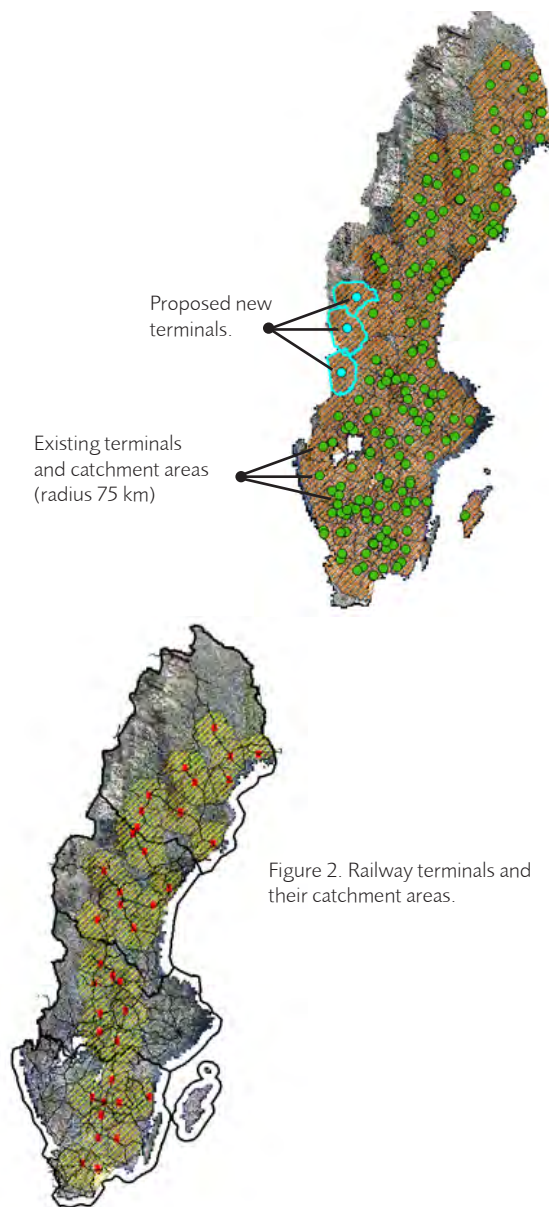 Proposed new
terminals.
Existing terminals
and catchment areas
(radius 75 km)
Figure 2. Railway terminals and
their catchment areas.